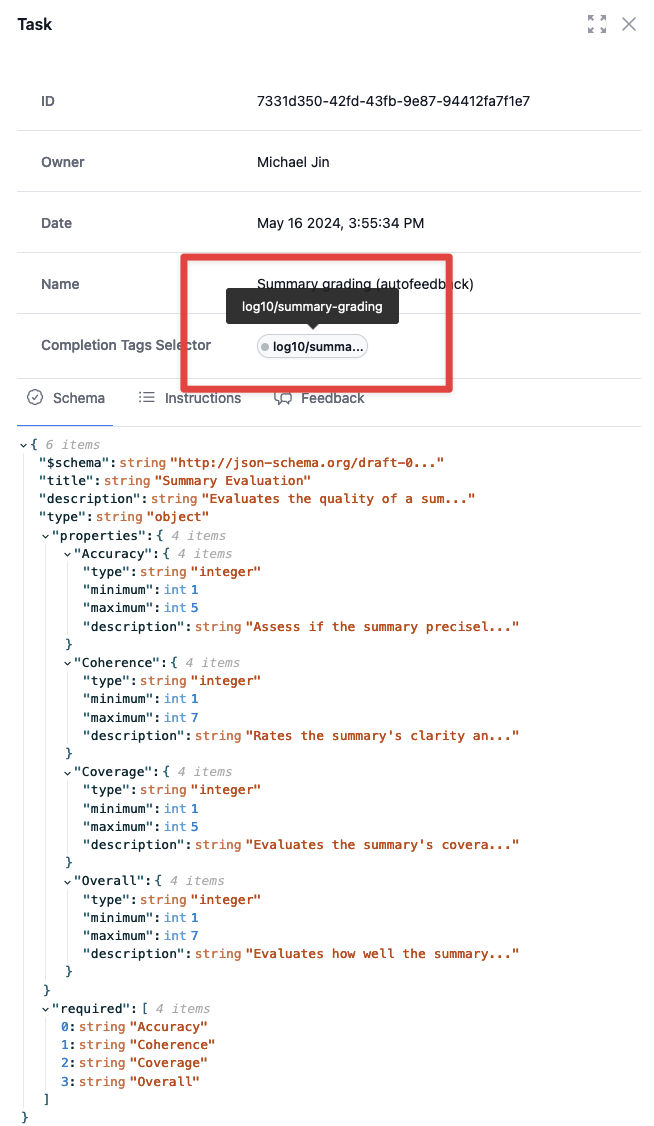 Task
ID 7331d350-42fd-43fb-9e87-94412fa7f1e7
Owner Michael Jin
Date May 16 2024, 3:55:34 PM
Name Summary grading (autofeedback)
log10/summary-grading
Completion Tags Selector log10/summa...
Schema Instructions Feedback
{ 6 items
"$schema": string "http://json-schema.org/draft-0..."
"title": string "Summary Evaluation"
"description": string "Evaluates the quality of a sum..."
"type": string "object"
"properties": { 4 items
"Accuracy": { 4 items
"type": string "integer"
"minimum": int 1
"maximum": int 5
"description": string "Assess if the summary precisel..."
}
"Coherence": { 4 items
"type": string "integer"
"minimum": int 1
"maximum": int 7
"description": string "Rates the summary's clarity an..."
}
"Coverage": { 4 items
"type": string "integer"
"minimum": int 1
"maximum": int 5
"description": string "Evaluates the summary's covera..."
}
"Overall": { 4 items
"type": string "integer"
"minimum": int 1
"maximum": int 7
"description": string "Evaluates how well the summary..."
}
}
"required": [ 4 items
0: string "Accuracy"
1: string "Coherence"
2: string "Coverage"
3: string "Overall"
]
}